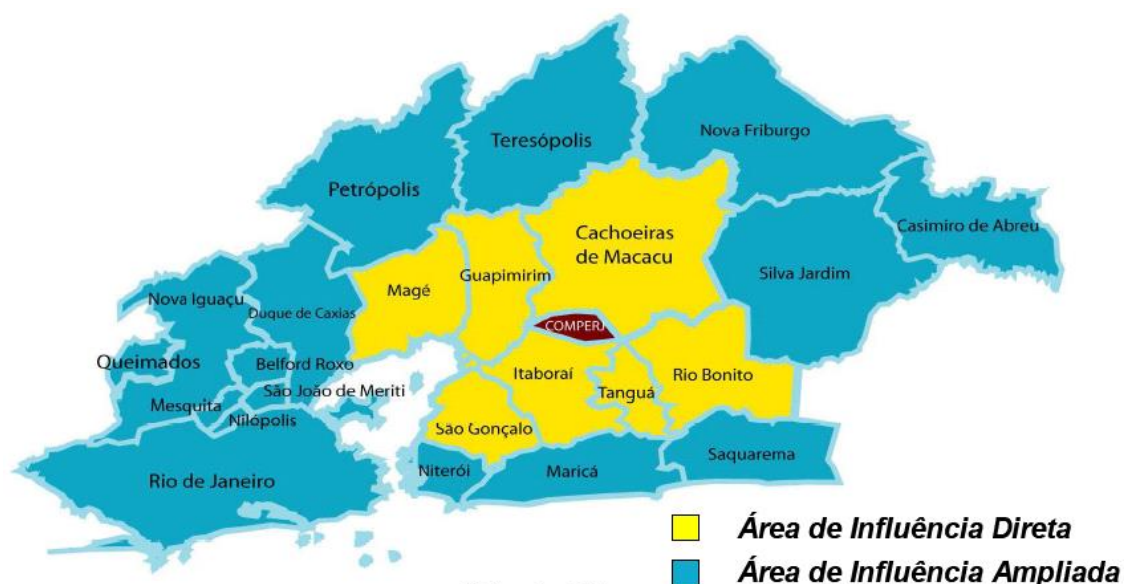 Nova Friburgo
Teresópolis
Petrópolis
Casimiro de Abreu
Cachoeiras
de Macacu
Silva Jardim
Guapimirim
Magé
Nova Iguaçu
Duque de Caxias
COMPERJ
Queimados
Belford Roxo
Itaboraí
Rio Bonito
São João de Meriti
Tanguá
Mesquita
Nilópolis
São Gonçalo
Saquarema
Niterói
Maricá
Rio de Janeiro
Área de Influência Direta
Área de Influência Ampliada